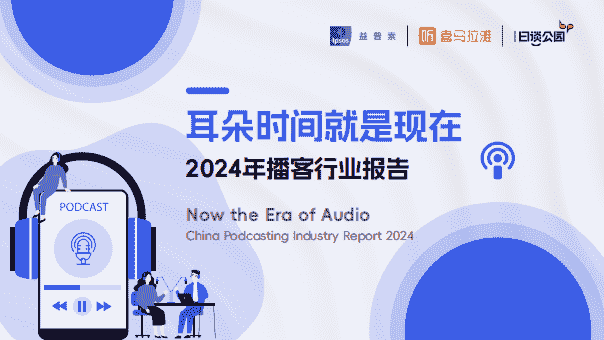 Ipsos 益普索 听 喜马拉雅 日谈公园
耳朵时间就是现在
2024年播客行业报告
Now the Era of Audio
China Podcasting Industry Report 2024
PODCAST